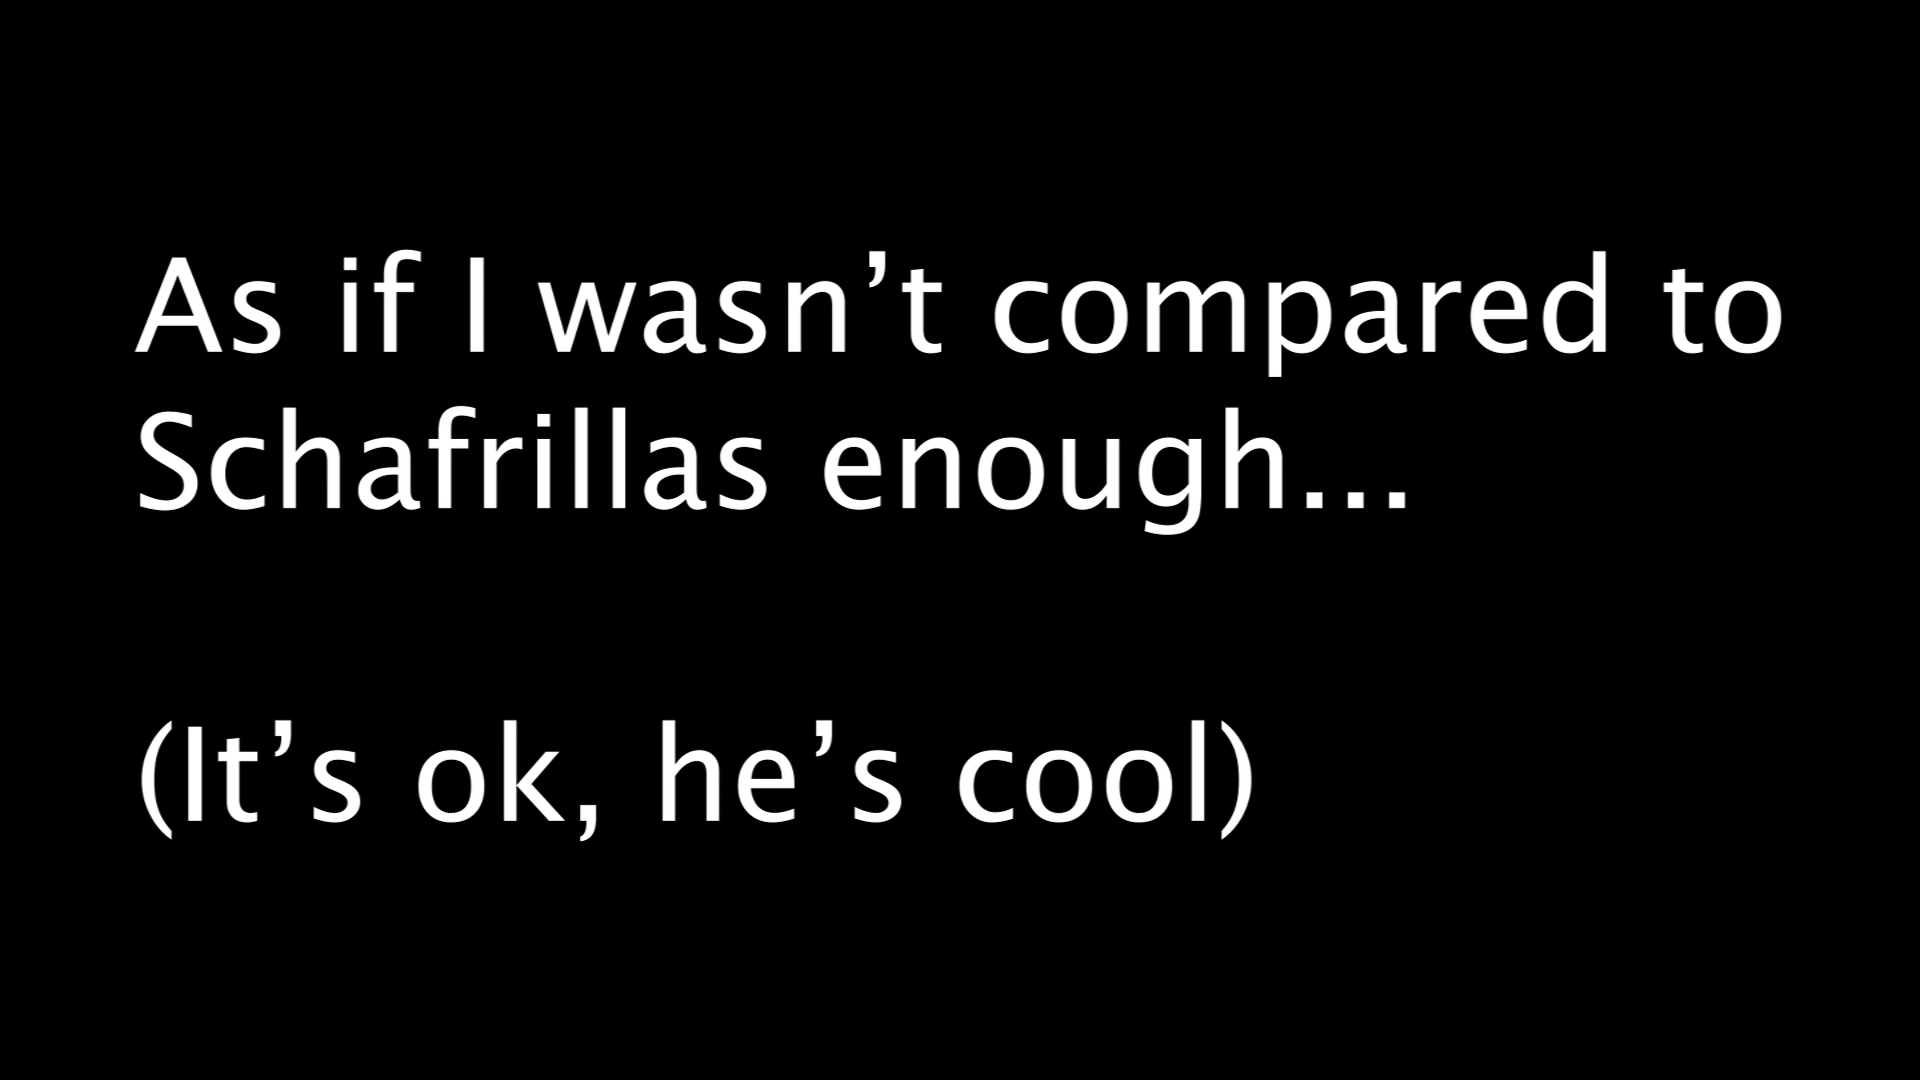 As if I wasn’t compared to
Schafrillas enough...
(It’s ok, he’s cool)